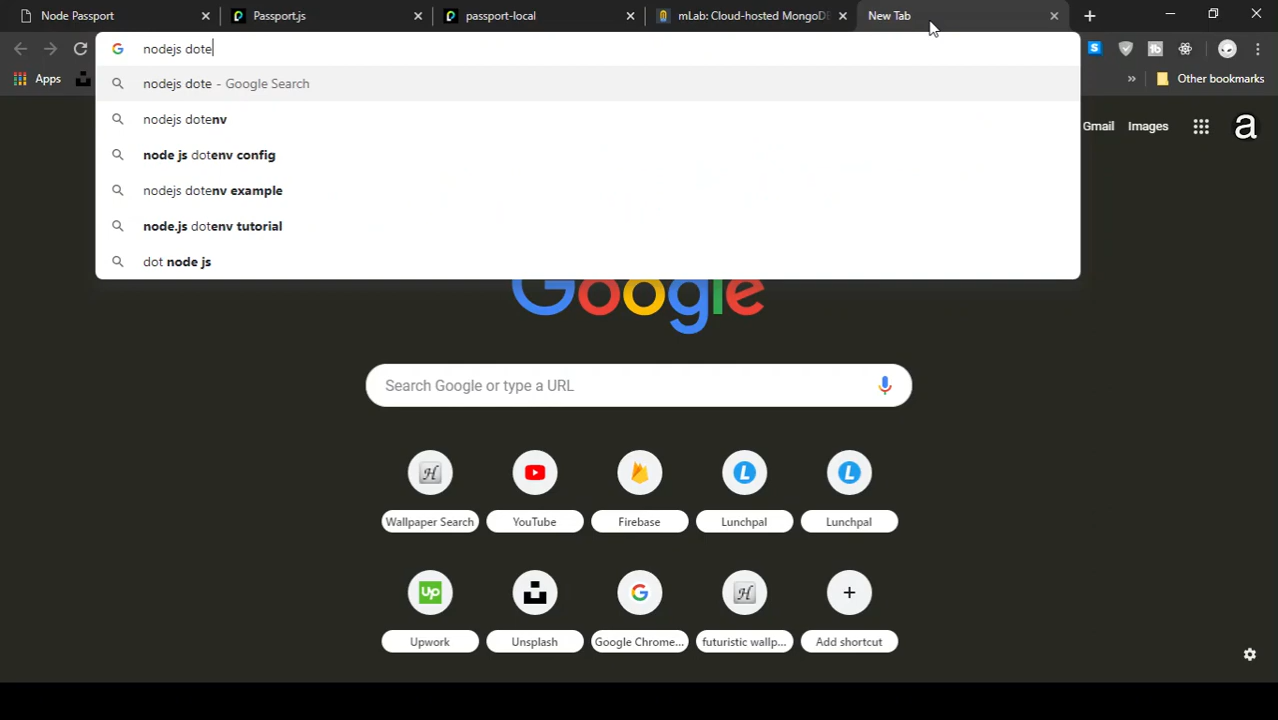 Node Passport
Passport.js
passport-local
mLab: Cloud-hosted MongoDB
New Tab
nodejs dote
Apps
Other bookmarks
nodejs dote - Google Search
nodejs dotenv
node js dotenv config
nodejs dotenv example
node.js dotenv tutorial
dot node js
Gmail
Images
a
Google
Search Google or type a URL
Wallpaper Search
YouTube
Firebase
Lunchpal
Lunchpal
Upwork
Unsplash
Google Chrome...
futuristic wallp...
Add shortcut